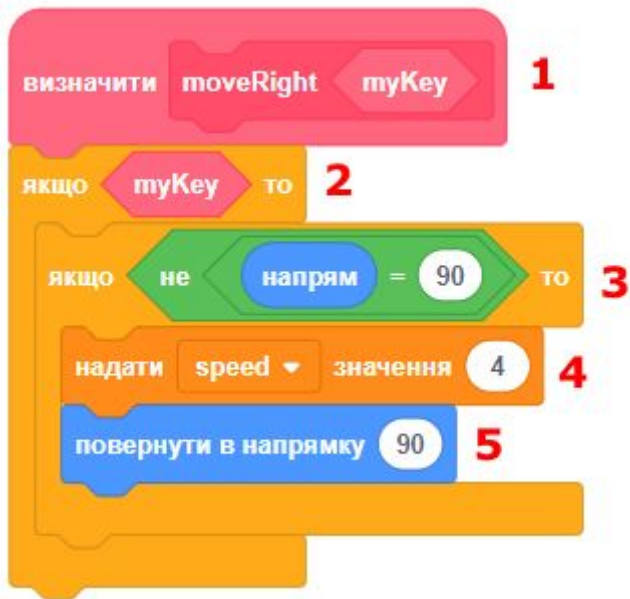 визначити moveRight myKey 1
якщо myKey то 2
якщо не напрям = 90 то 3
надати speed значення 4 4
повернути в напрямку 90 5